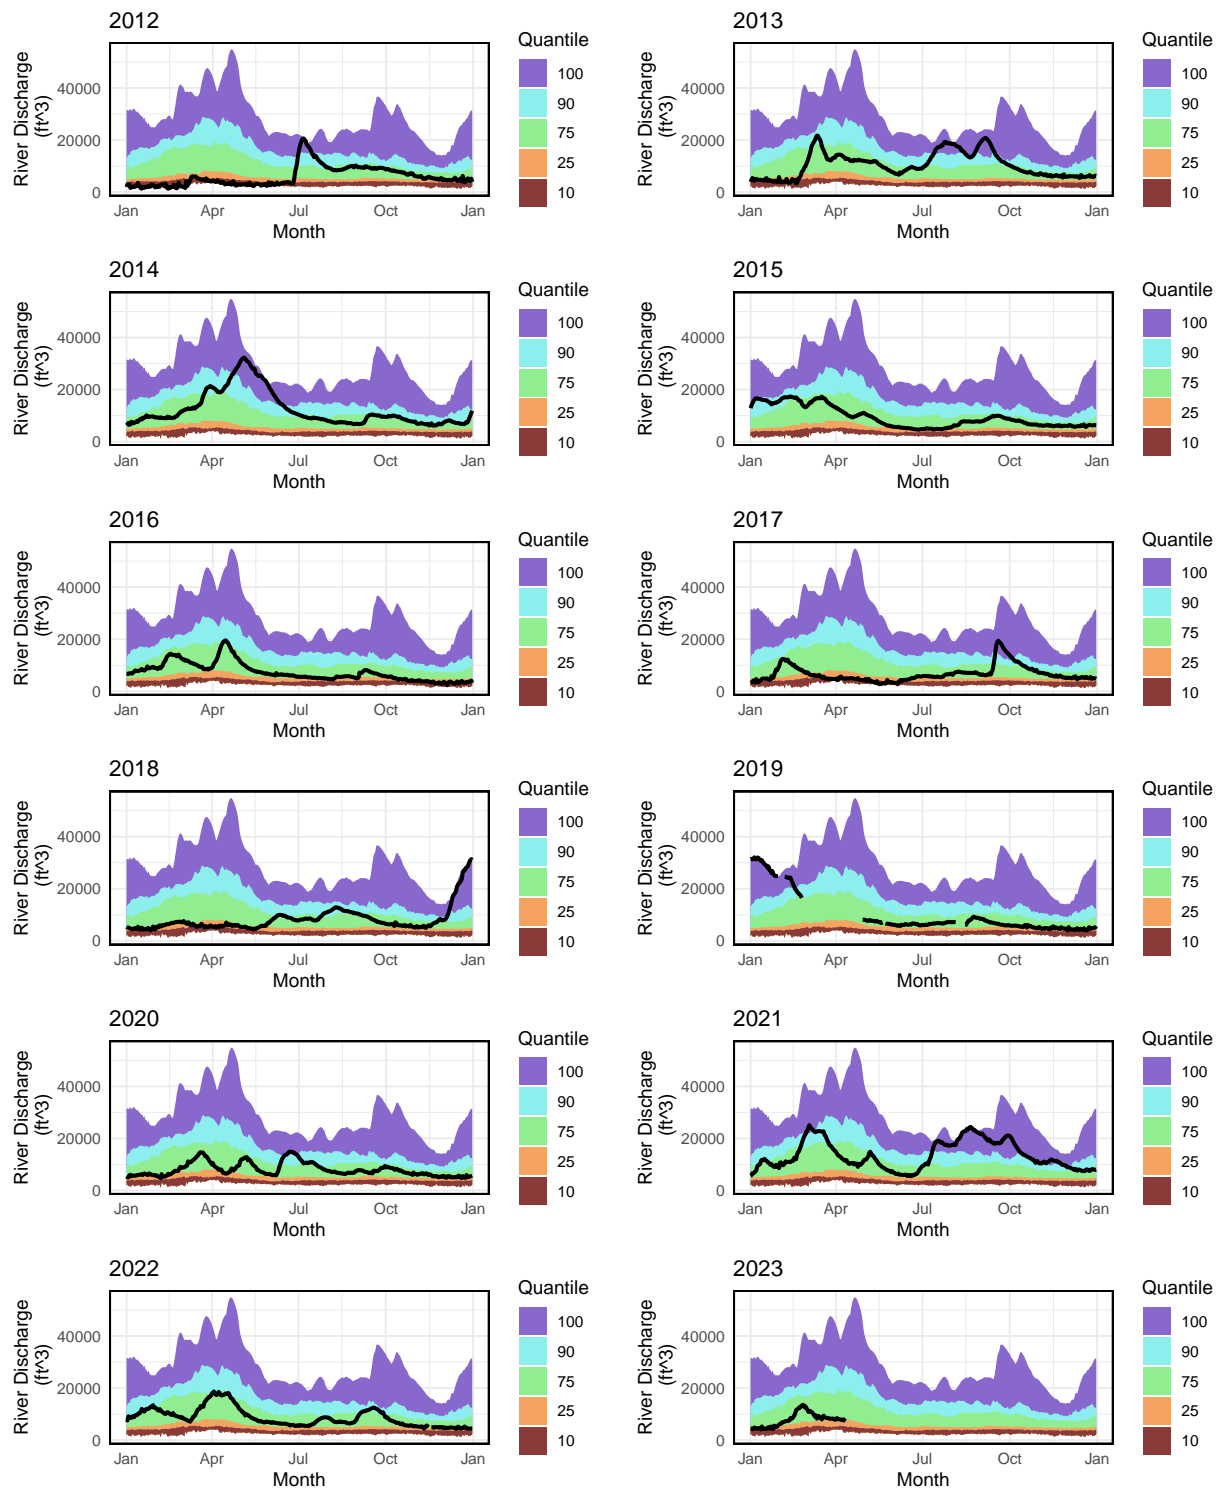 2012
River Discharge
(ft^3)
40000
20000
0
Jan
Apr
Jul
Oct
Jan
Month
Quantile
100
90
75
25
10
2013
River Discharge
(ft^3)
40000
20000
0
Jan
Apr
Jul
Oct
Jan
Month
Quantile
100
90
75
25
10
2014
River Discharge
(ft^3)
40000
20000
0
Jan
Apr
Jul
Oct
Jan
Month
Quantile
100
90
75
25
10
2015
River Discharge
(ft^3)
40000
20000
0
Jan
Apr
Jul
Oct
Jan
Month
Quantile
100
90
75
25
10
2016
River Discharge
(ft^3)
40000
20000
0
Jan
Apr
Jul
Oct
Jan
Month
Quantile
100
90
75
25
10
2017
River Discharge
(ft^3)
40000
20000
0
Jan
Apr
Jul
Oct
Jan
Month
Quantile
100
90
75
25
10
2018
River Discharge
(ft^3)
40000
20000
0
Jan
Apr
Jul
Oct
Jan
Month
Quantile
100
90
75
25
10
2019
River Discharge
(ft^3)
40000
20000
0
Jan
Apr
Jul
Oct
Jan
Month
Quantile
100
90
75
25
10
2020
River Discharge
(ft^3)
40000
20000
0
Jan
Apr
Jul
Oct
Jan
Month
Quantile
100
90
75
25
10
2021
River Discharge
(ft^3)
40000
20000
0
Jan
Apr
Jul
Oct
Jan
Month
Quantile
100
90
75
25
10
2022
River Discharge
(ft^3)
40000
20000
0
Jan
Apr
Jul
Oct
Jan
Month
Quantile
100
90
75
25
10
2023
River Discharge
(ft^3)
40000
20000
0
Jan
Apr
Jul
Oct
Jan
Month
Quantile
100
90
75
25
10